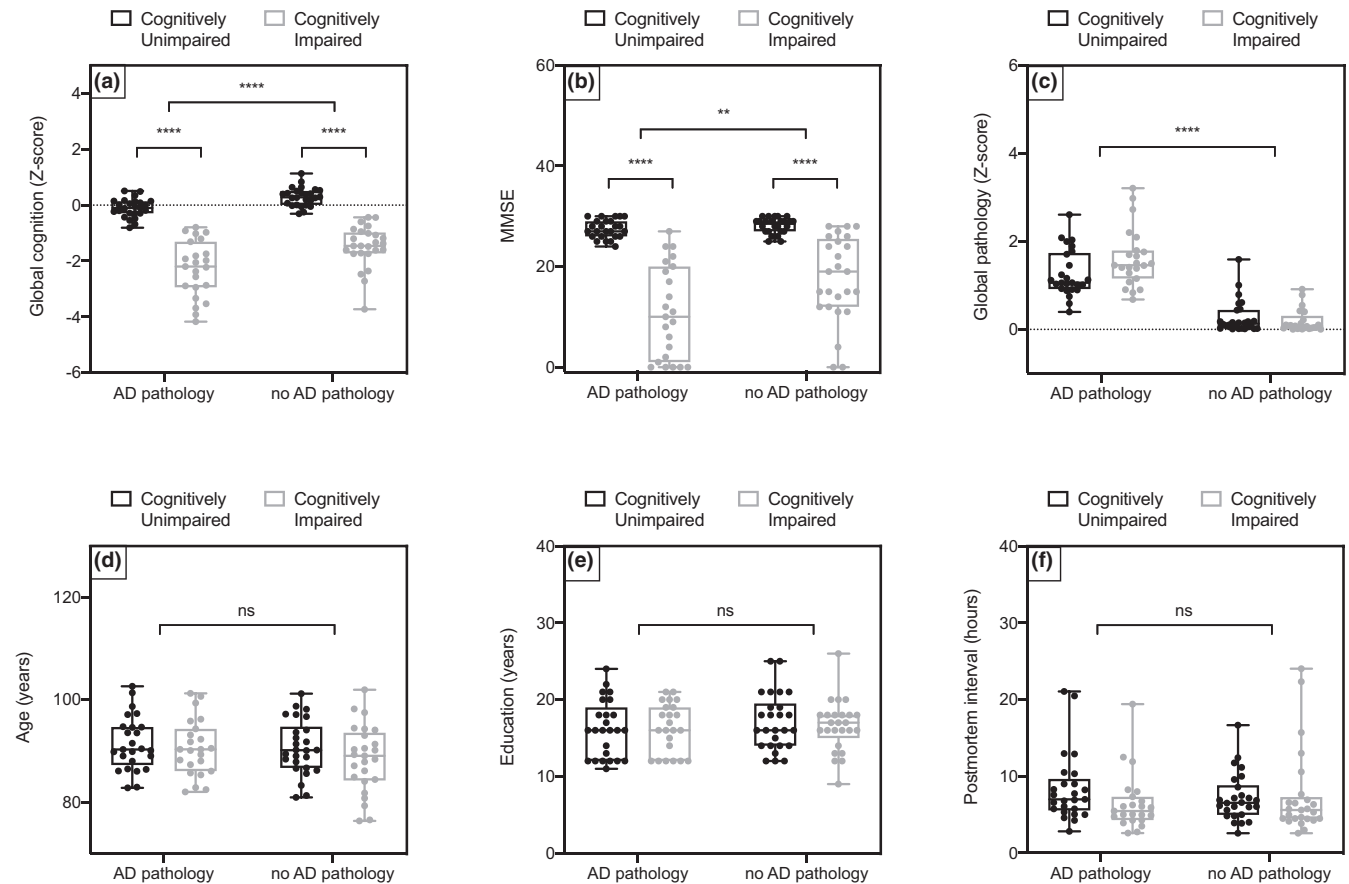 Cognitively Unimpaired
Cognitively Impaired
(a)
Global cognition (Z-score)
4
2
0
-2
-4
-6
****
****
****
AD pathology
no AD pathology
Cognitively Unimpaired
Cognitively Impaired
(b)
MMSE
60
40
20
0
**
****
****
AD pathology
no AD pathology
Cognitively Unimpaired
Cognitively Impaired
(c)
Global pathology (Z-score)
6
4
2
0
****
AD pathology
no AD pathology
Cognitively Unimpaired
Cognitively Impaired
(d)
Age (years)
120
100
80
ns
AD pathology
no AD pathology
Cognitively Unimpaired
Cognitively Impaired
(e)
Education (years)
40
30
20
10
0
ns
AD pathology
no AD pathology
Cognitively Unimpaired
Cognitively Impaired
(f)
Postmortem interval (hours)
40
30
20
10
0
ns
AD pathology
no AD pathology